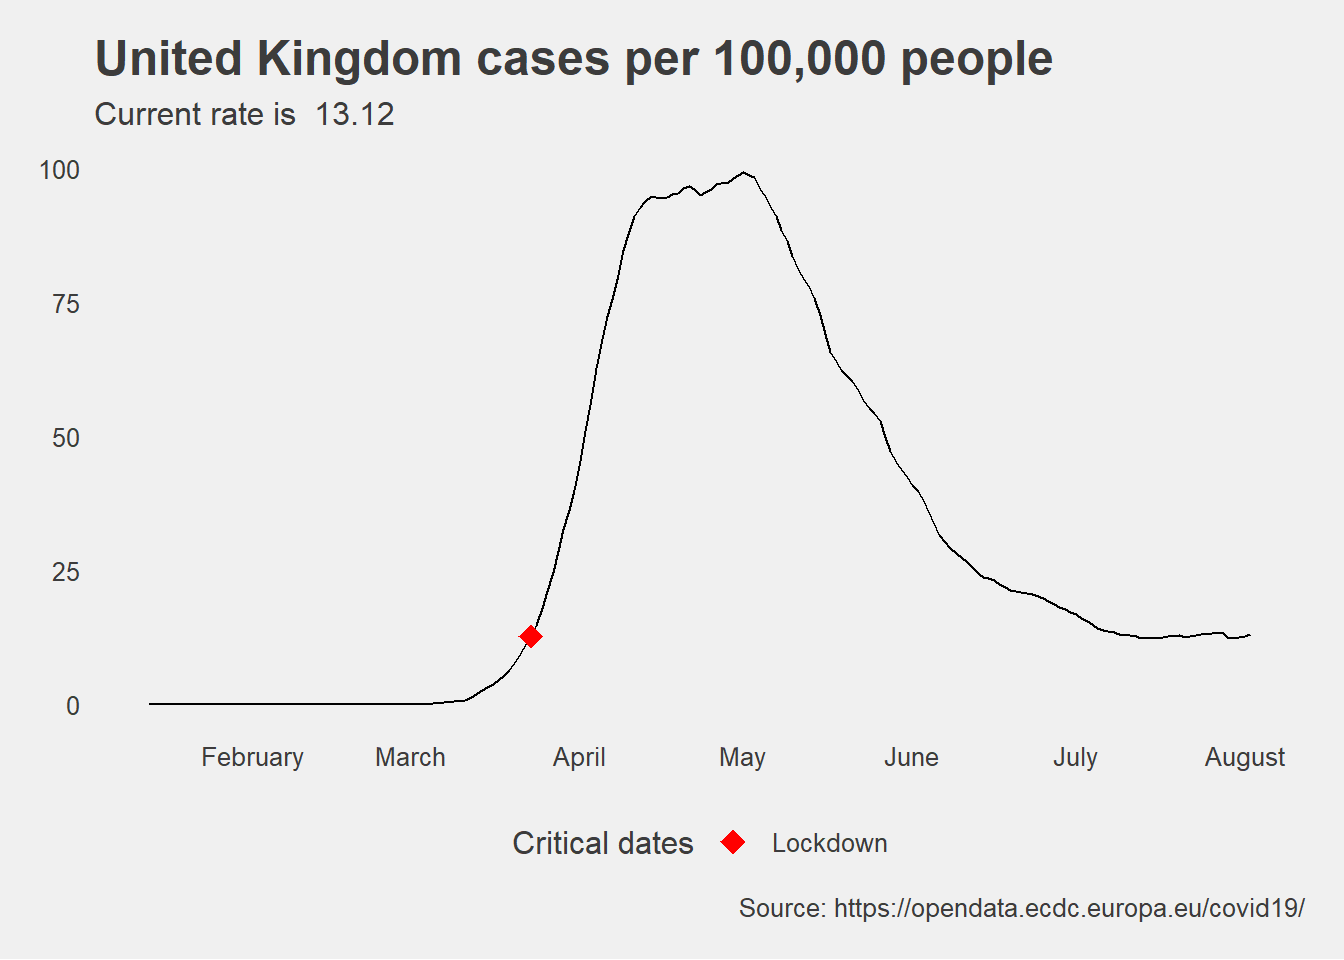 United Kingdom cases per 100,000 people
Current rate is  13.12
100
75
50
25
0
February March April May June July August
Critical dates Lockdown
Source: https://opendata.ecdc.europa.eu/covid19/